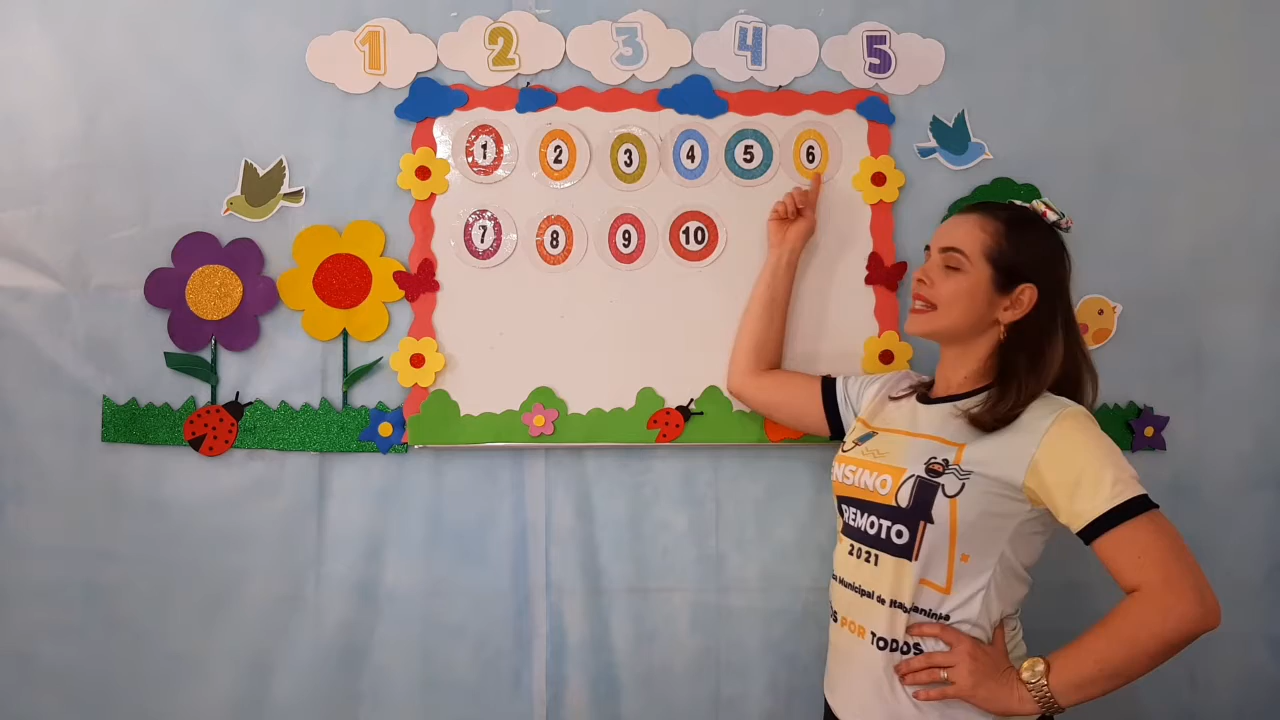 1 2 3 4 5
1 2 3 4 5 6
7 8 9 10
ENSINO
REMOTO
2021
Municipal de
POR TODOS